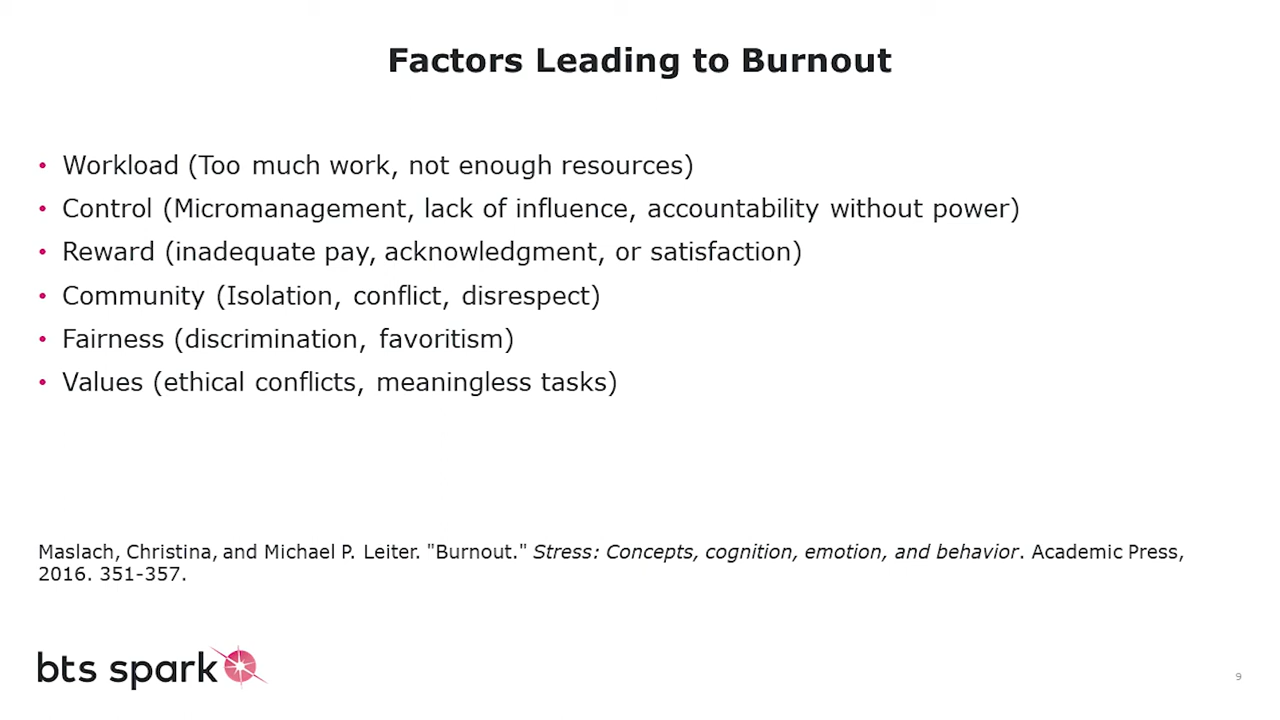 Factors Leading to Burnout
• Workload (Too much work, not enough resources)
• Control (Micromanagement, lack of influence, accountability without power)
• Reward (inadequate pay, acknowledgment, or satisfaction)
• Community (Isolation, conflict, disrespect)
• Fairness (discrimination, favoritism)
• Values (ethical conflicts, meaningless tasks)
Maslach, Christina, and Michael P. Leiter. "Burnout." Stress: Concepts, cognition, emotion, and behavior. Academic Press,
2016. 351-357.
bts spark
9